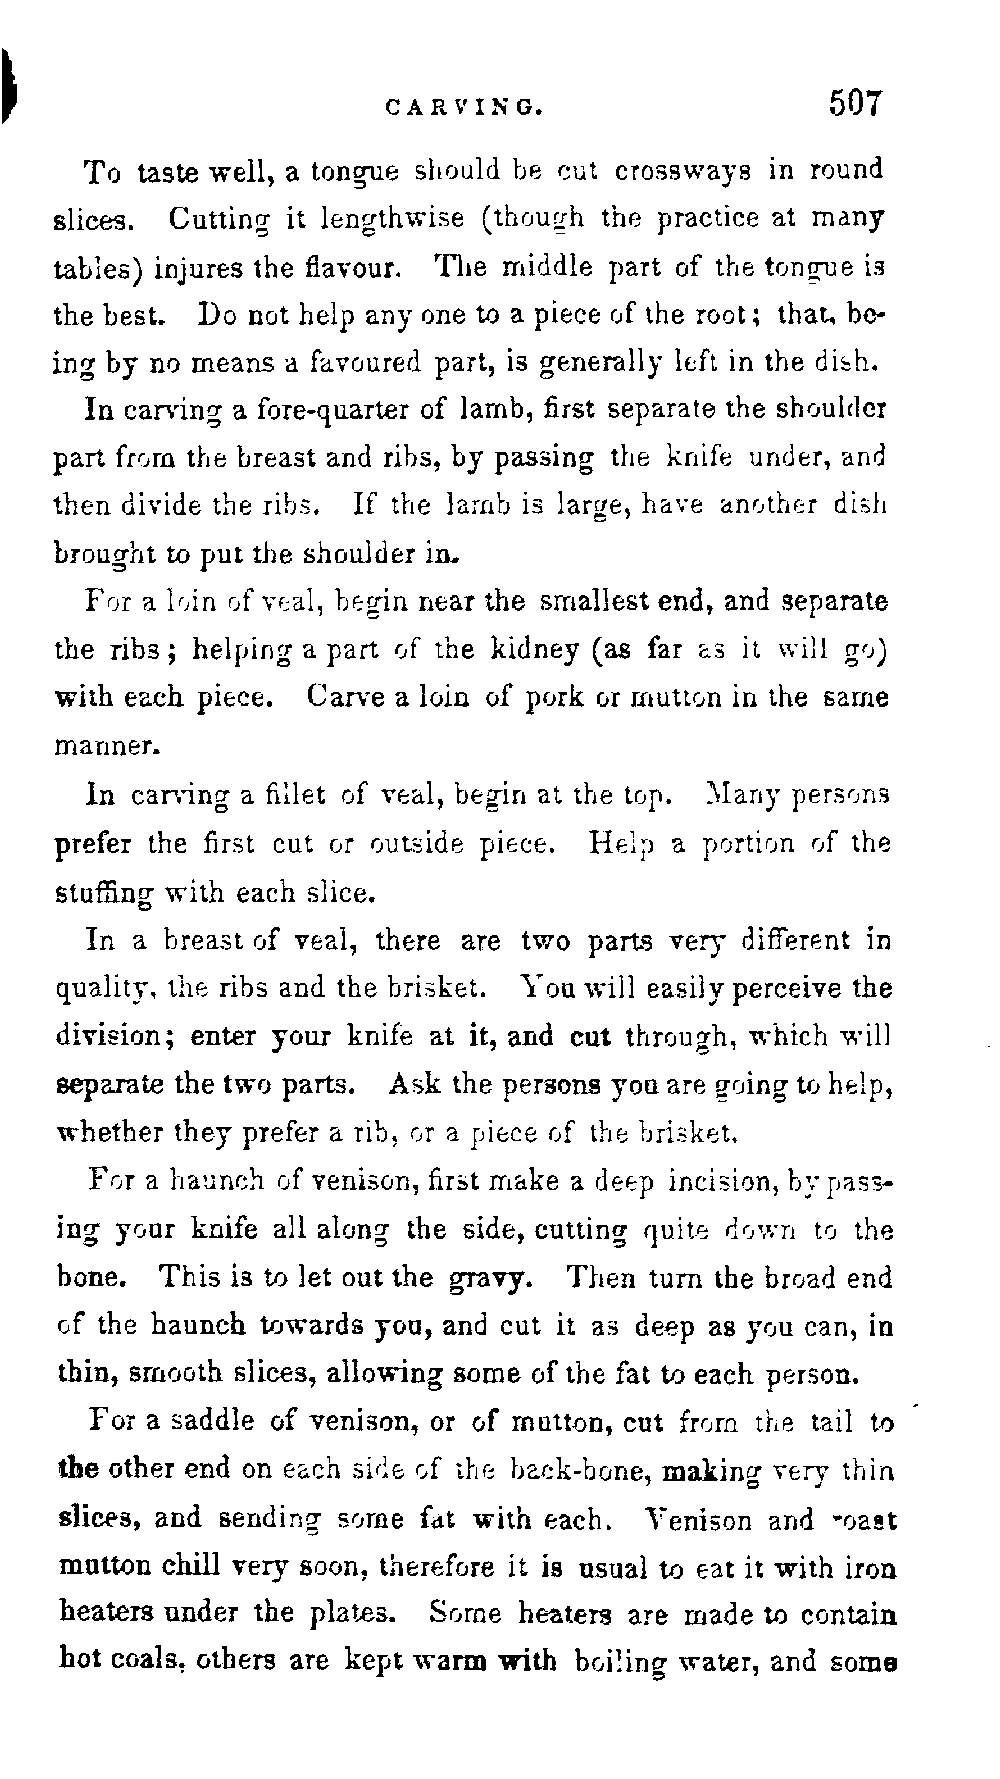 CARVING. 507
To taste well, a tongue should be cut crossways in round
slices. Cutting it lengthwise (though the practice at many
tables) injures the flavour. The middle part of the tongue is
the best. Do not help any one to a piece of the root; that, be-
ing by no means a favoured part, is generally left in the dish.
In carving a fore-quarter of lamb, first separate the shoulder
part from the breast and ribs, by passing the knife under, and
then divide the ribs. If the lamb is large, have another dish
brought to put the shoulder in.
For a loin of veal, begin near the smallest end, and separate
the ribs; helping a part of the kidney (as far as it will go)
with each piece. Carve a loin of pork or mutton in the same
manner.
In carving a fillet of veal, begin at the top. Many persons
prefer the first cut or outside piece. Help a portion of the
stuffing with each slice.
In a breast of veal, there are two parts very different in
quality, the ribs and the brisket. You will easily perceive the
division; enter your knife at it, and cut through, which will
separate the two parts. Ask the persons you are going to help,
whether they prefer a rib, or a piece of the brisket.
For a haunch of venison, first make a deep incision, by pass-
ing your knife all along the side, cutting quite down to the
bone. This is to let out the gravy. Then turn the broad end
of the haunch towards you, and cut it as deep as you can, in
thin, smooth slices, allowing some of the fat to each person.
For a saddle of venison, or of mutton, cut from the tail to
the other end on each side of the back-bone, making very thin
slices, and sending some fat with each. Venison and roast
mutton chill very soon, therefore it is usual to eat it with iron
heaters under the plates. Some heaters are made to contain
hot coals, others are kept warm with boiling water, and some